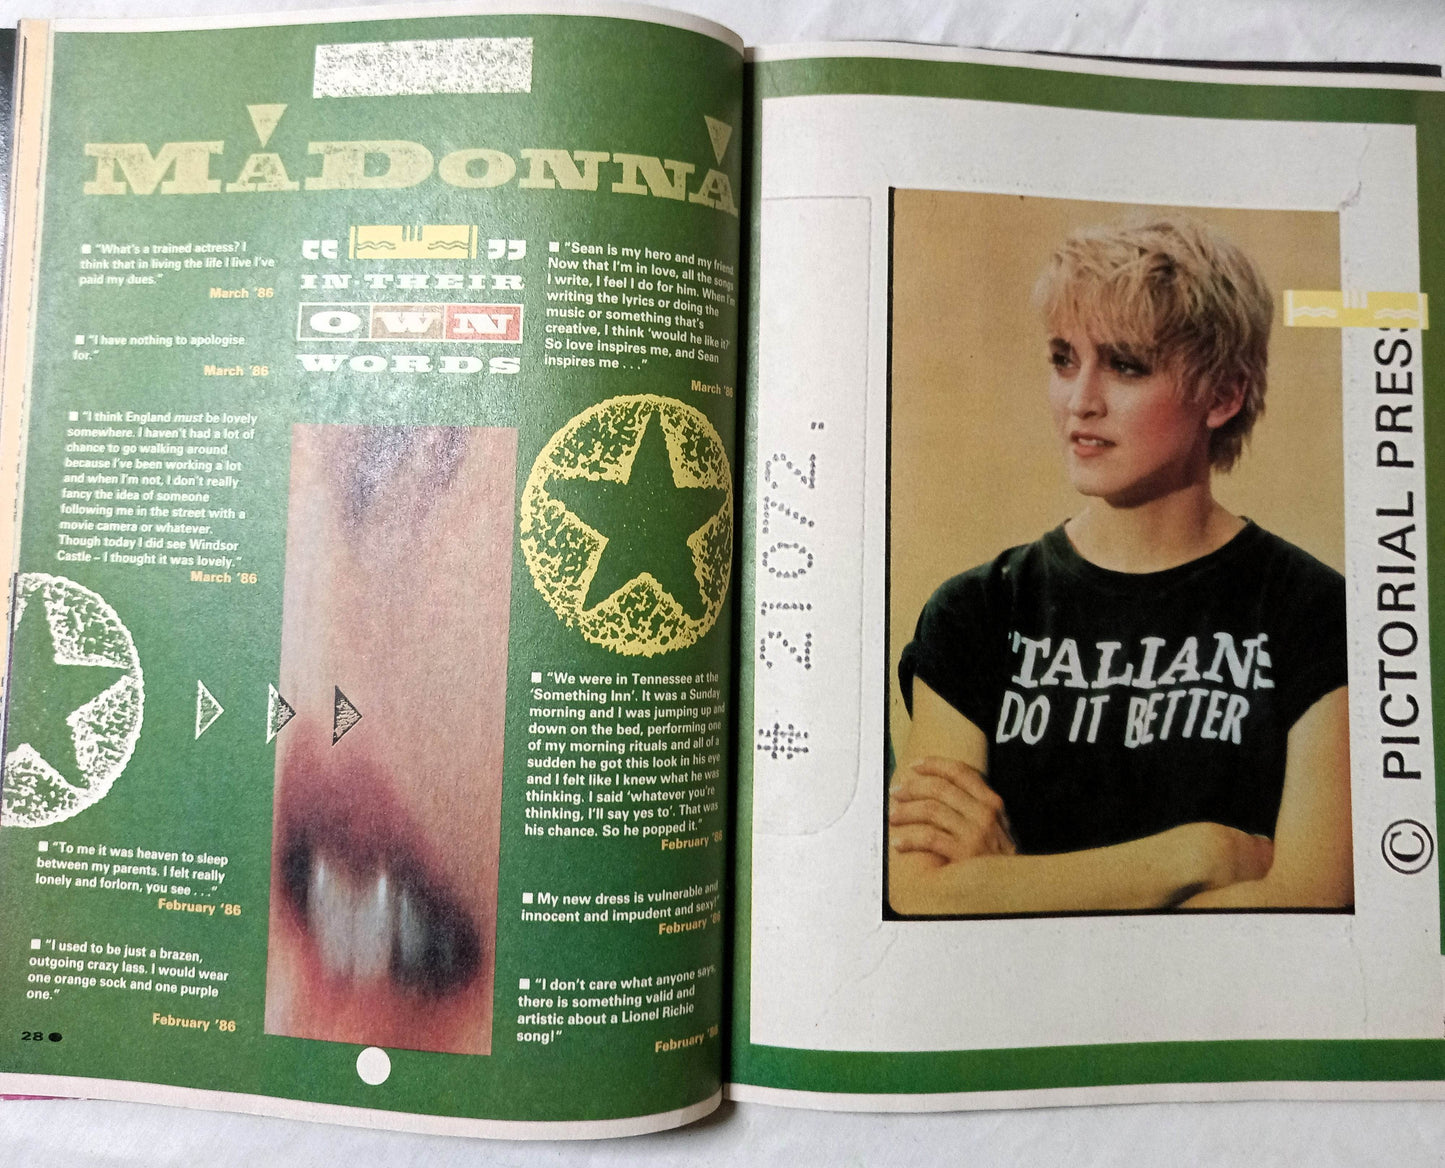 MADONNA
“ ”
IN·THEIR
OWN
WORDS
■ "What's a trained actress? I
think that in living the life I live I've
paid my dues."
March '86
■ "I have nothing to apologise
for."
March '86
■ "I think England must be lovely
somewhere. I haven't had a lot of
chance to go walking around
because I've been working a lot
and when I'm not, I don't really
fancy the idea of someone
following me in the street with a
movie camera or whatever.
Though today I did see Windsor
Castle – I thought it was lovely."
March '86
■ "To me it was heaven to sleep
between my parents. I felt really
lonely and forlorn, you see . . ."
February '86
■ "I used to be just a brazen,
outgoing crazy lass. I would wear
one orange sock and one purple
one."
February '86
28
■ "Sean is my hero and my friend.
Now that I'm in love, all the songs
I write, I feel I do for him. When I'm
writing the lyrics or doing the
music or something that's
creative, I think 'would he like it?'
So love inspires me, and Sean
inspires me . . ."
March '86
■ "We were in Tennessee at the
'Something Inn'. It was a Sunday
morning and I was jumping up and
down on the bed, performing one
of my morning rituals and all of a
sudden he got this look in his eye
and I felt like I knew what he was
thinking. I said 'whatever you're
thinking, I'll say yes to'. That was
his chance. So he popped it."
February '86
■ "My new dress is vulnerable and
innocent and impudent and sexy!"
February '86
■ "I don't care what anyone says,
there is something valid and
artistic about a Lionel Richie
song!"
February '86
# 21072.
'TALIANS
DO IT BETTER
© PICTORIAL PRESS